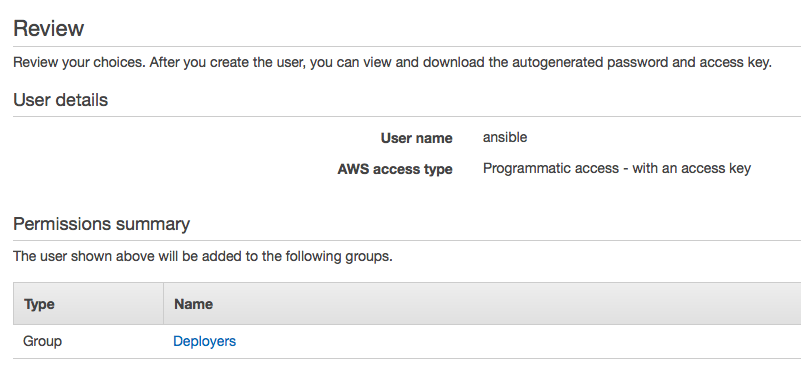 Review
Review your choices. After you create the user, you can view and download the autogenerated password and access key.
User details
User name ansible
AWS access type Programmatic access - with an access key
Permissions summary
The user shown above will be added to the following groups.
Type Name
Group Deployers